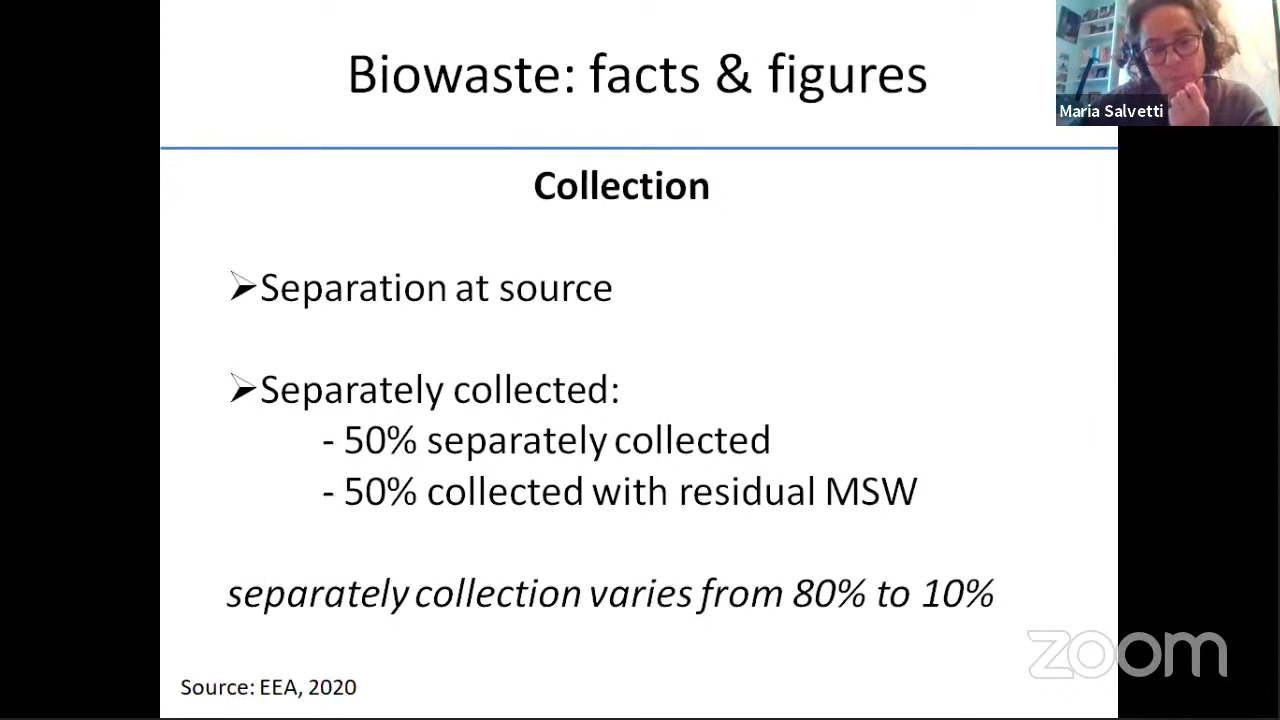 Biowaste: facts & figures
Maria Salvetti
Collection
➢Separation at source
➢Separately collected:
- 50% separately collected
- 50% collected with residual MSW
separately collection varies from 80% to 10%
zoom
Source: EEA, 2020